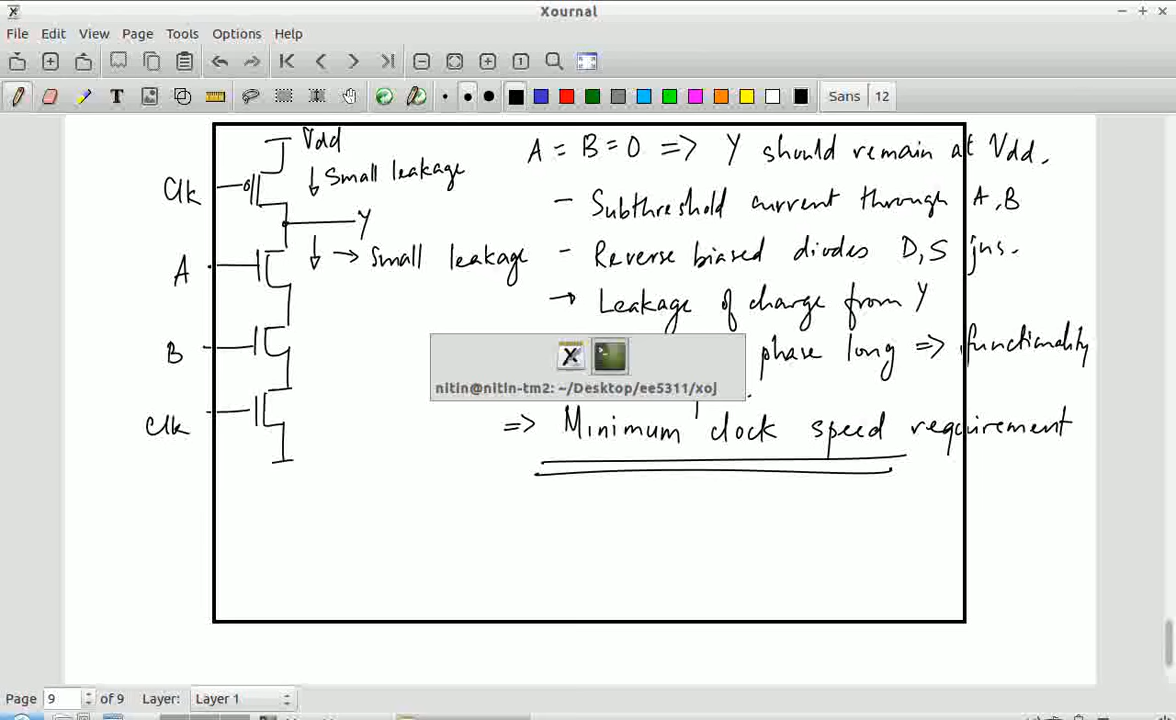 Xournal
File Edit View Page Tools Options Help
Sans 12
Vdd
Clk
Small leakage
Y
A
Small leakage
B
Clk
A = B = 0 => Y should remain at Vdd.
- Subthreshold current through A, B
- Reverse biased diodes D, S jns.
→ Leakage of charge from Y
phase long => functionality
nitin@nitin-tm2: ~/Desktop/ee5311/xoj
=> Minimum clock speed requirement
Page 9 of 9 Layer: Layer 1